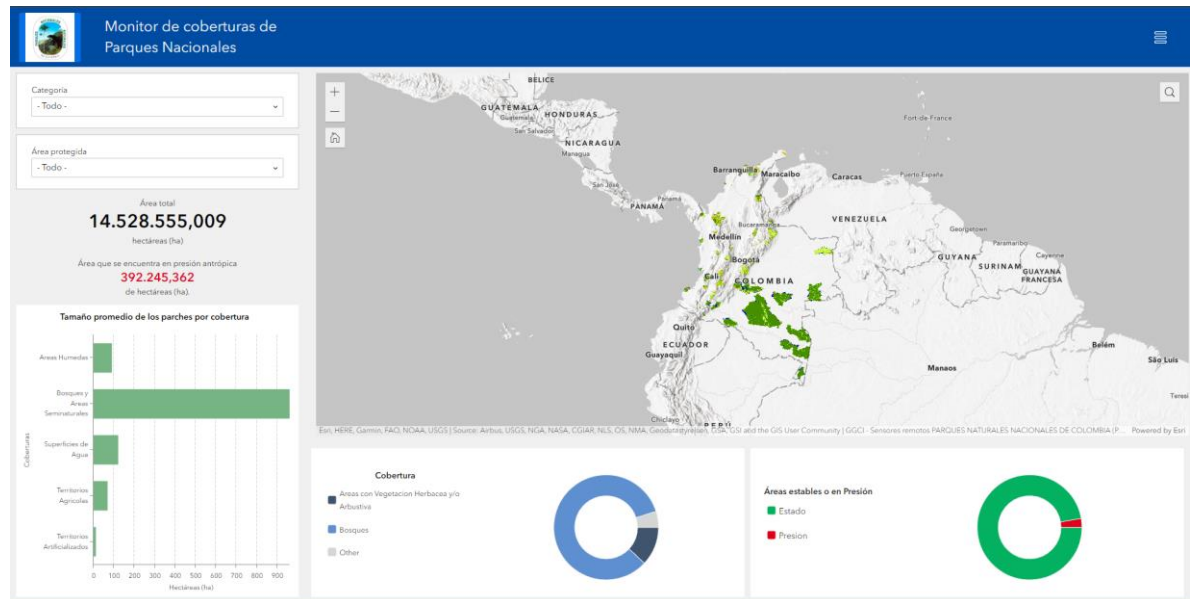 Monitor de coberturas de
Parques Nacionales
Categoría
- Todo -
Área protegida
- Todo -
Área total
14.528.555,009
hectáreas (ha)
Área que se encuentra en presión antrópica
392.245,362
de hectáreas (ha).
Tamaño promedio de los parches por cobertura
Coberturas
Areas Humedas
Bosques y
Areas
Seminaturales
Superficies de
Agua
Territorios
Agricolas
Territorios
Artificializados
0 100 200 300 400 500 600 700 800 900
Hectáreas (ha)
BELICE
GUATEMALA
Guatemala
HONDURAS
San Salvador
NICARAGUA
Managua
San José
Panamá
PANAMÁ
Fort-de-France
Barranquilla
Maracaibo
Caracas
Puerto España
Bucaramanga
VENEZUELA
Medellín
Georgetown
Paramaribo
Bogotá
GUYANA
Cayenne
SURINAM
GUAYANA
FRANCESA
Cali
COLOMBIA
Quito
ECUADOR
Guayaquil
Belém
São Luís
Manaos
Teresi
Chiclayo
PERÚ
Esri, HERE, Garmin, FAO, NOAA, USGS | Source: Airbus, USGS, NGA, NASA, CGIAR, NLS, OS, NMA, Geodatastyrelsen, GSA, GSI and the GIS User Community | GGCI - Sensores remotos PARQUES NATURALES NACIONALES DE COLOMBIA (P... Powered by Esri
Cobertura
Areas con Vegetacion Herbacea y/o
Arbustiva
Bosques
Other
Áreas estables o en Presión
Estado
Presion